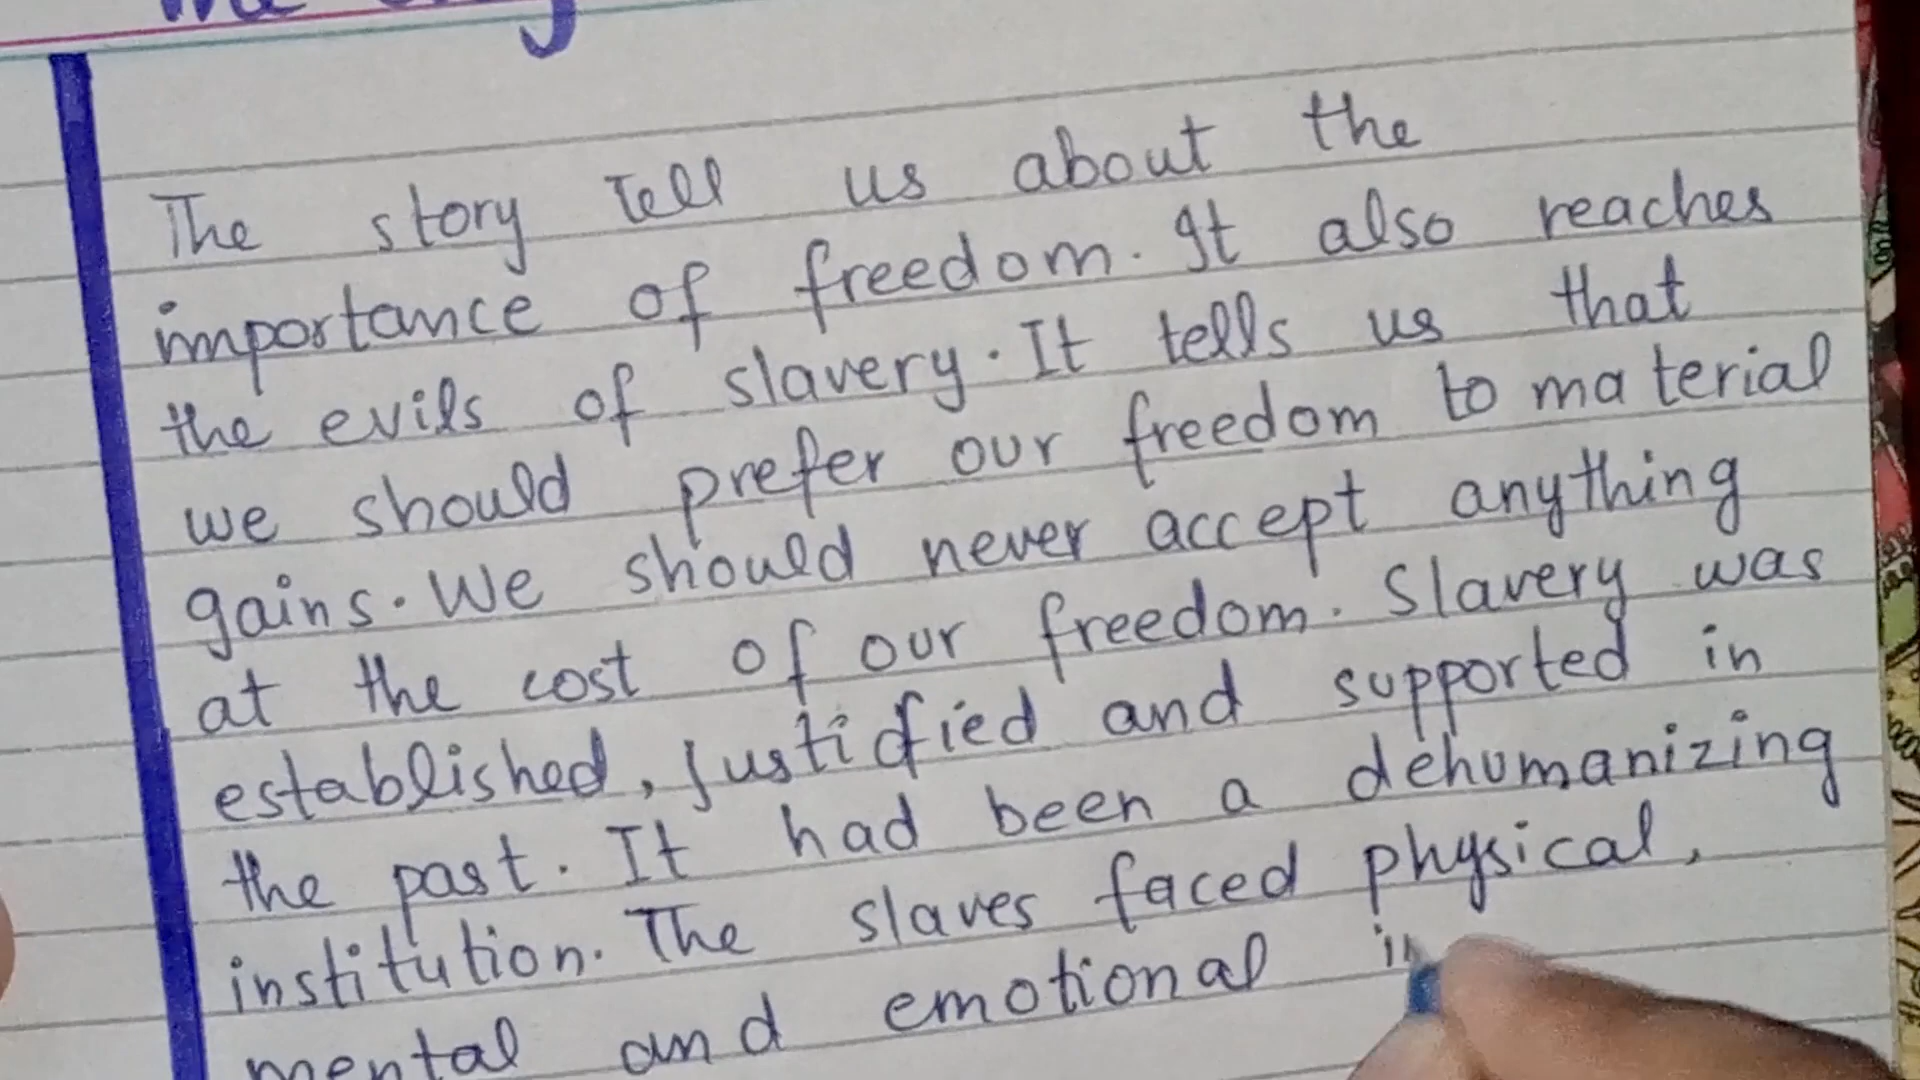 The story Tell us about the
importance of freedom. It also reaches
the evils of slavery. It tells us that
we should prefer our freedom to material
gains. We should never accept anything
at the cost of our freedom. Slavery was
established, justified and supported in
the past. It had been a dehumanizing
institution. The slaves faced physical,
mental and emotional